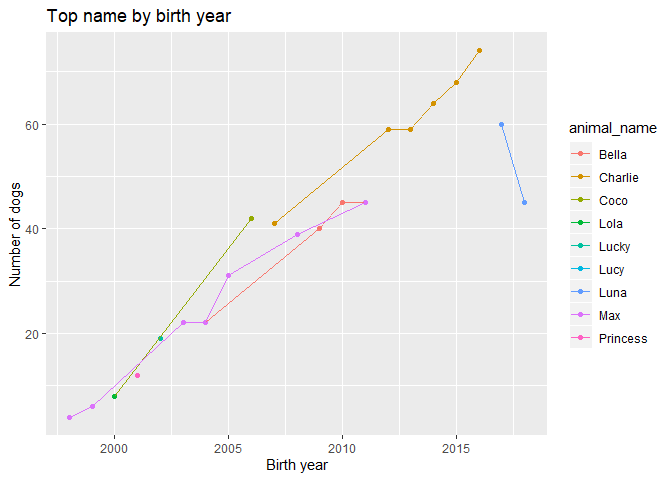 Top name by birth year
Number of dogs
60
40
20
2000 2005 2010 2015
Birth year
animal_name
Bella
Charlie
Coco
Lola
Lucky
Lucy
Luna
Max
Princess